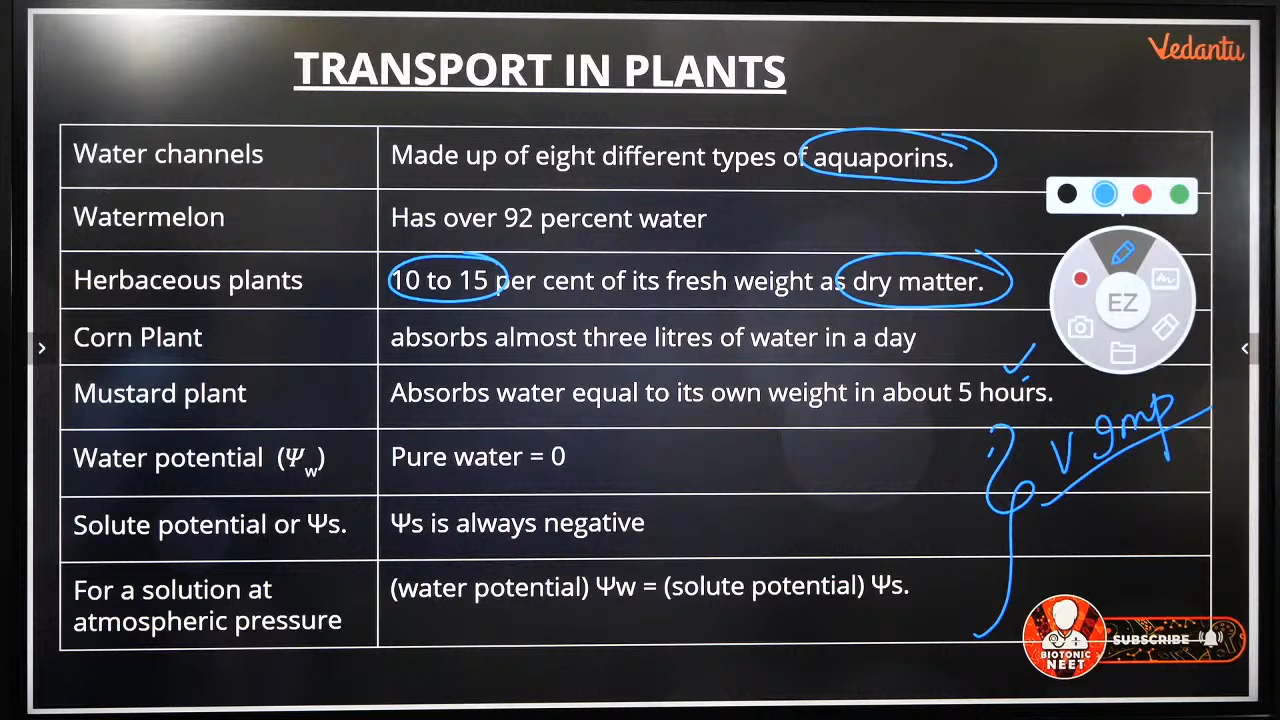 Vedantu
TRANSPORT IN PLANTS
Water channels
Made up of eight different types of aquaporins.
Watermelon
Has over 92 percent water
Herbaceous plants
10 to 15 per cent of its fresh weight as dry matter.
Corn Plant
absorbs almost three litres of water in a day
Mustard plant
Absorbs water equal to its own weight in about 5 hours.
Water potential (Ψw)
Pure water = 0
V Imp
Solute potential or Ψs.
Ψs is always negative
For a solution at
atmospheric pressure
(water potential) Ψw = (solute potential) Ψs.
EZ
BIOTONIC
NEET
SUBSCRIBE